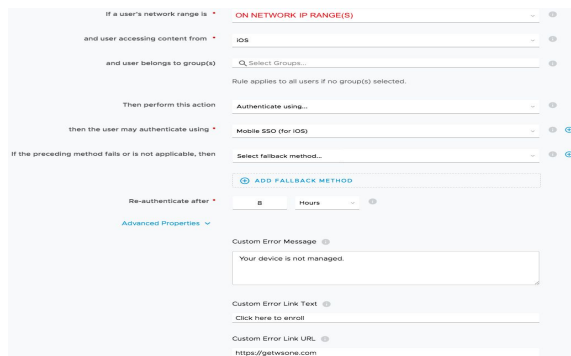 If a user's network range is * ON NETWORK IP RANGE(S)
and user accessing content from * iOS
and user belongs to group(s) Select Groups...
Rule applies to all users if no group(s) selected.
Then perform this action Authenticate using...
then the user may authenticate using * Mobile SSO (for iOS)
If the preceding method fails or is not applicable, then Select fallback method...
ADD FALLBACK METHOD
Re-authenticate after * 8 Hours
Advanced Properties
Custom Error Message
Your device is not managed.
Custom Error Link Text
Click here to enroll
Custom Error Link URL
https://getwsone.com